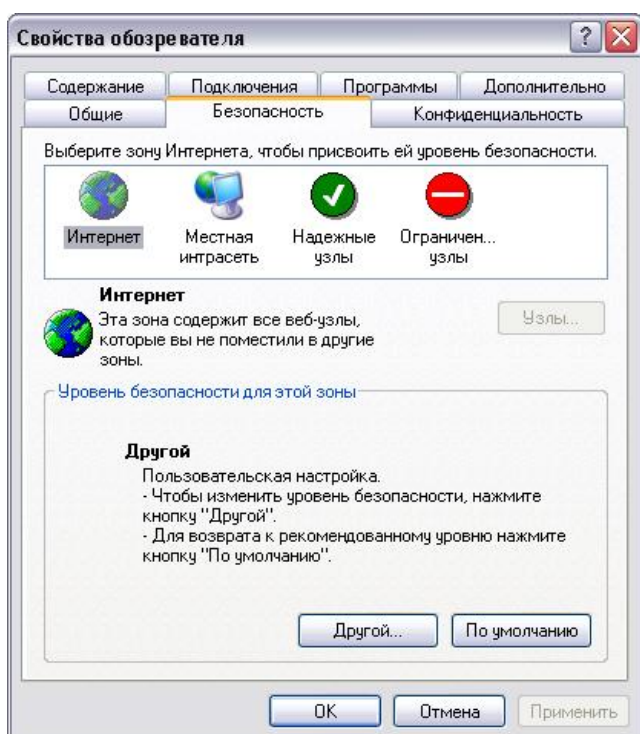 Свойства обозревателя
Содержание Подключения Программы Дополнительно
Общие Безопасность Конфиденциальность
Выберите зону Интернета, чтобы присвоить ей уровень безопасности.
Интернет Местная интрасеть Надежные узлы Ограничен... узлы
Интернет
Эта зона содержит все веб-узлы,
которые вы не поместили в другие
зоны.
Узлы...
Уровень безопасности для этой зоны
Другой
Пользовательская настройка.
- Чтобы изменить уровень безопасности, нажмите
кнопку "Другой".
- Для возврата к рекомендованному уровню нажмите
кнопку "По умолчанию".
Другой... По умолчанию
OK Отмена Применить